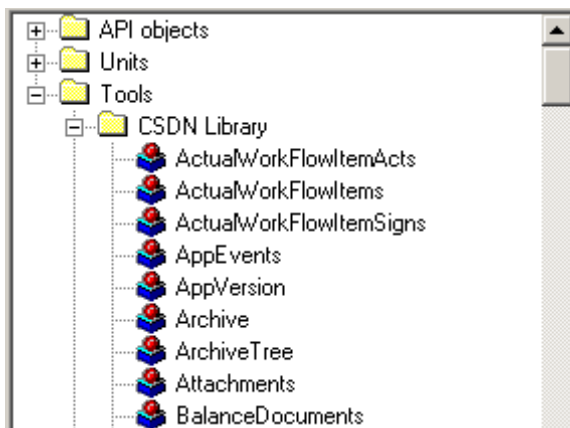 API objects
Units
Tools
CSDN Library
ActualWorkFlowItemActs
ActualWorkFlowItems
ActualWorkFlowItemSigns
AppEvents
AppVersion
Archive
ArchiveTree
Attachments
BalanceDocuments